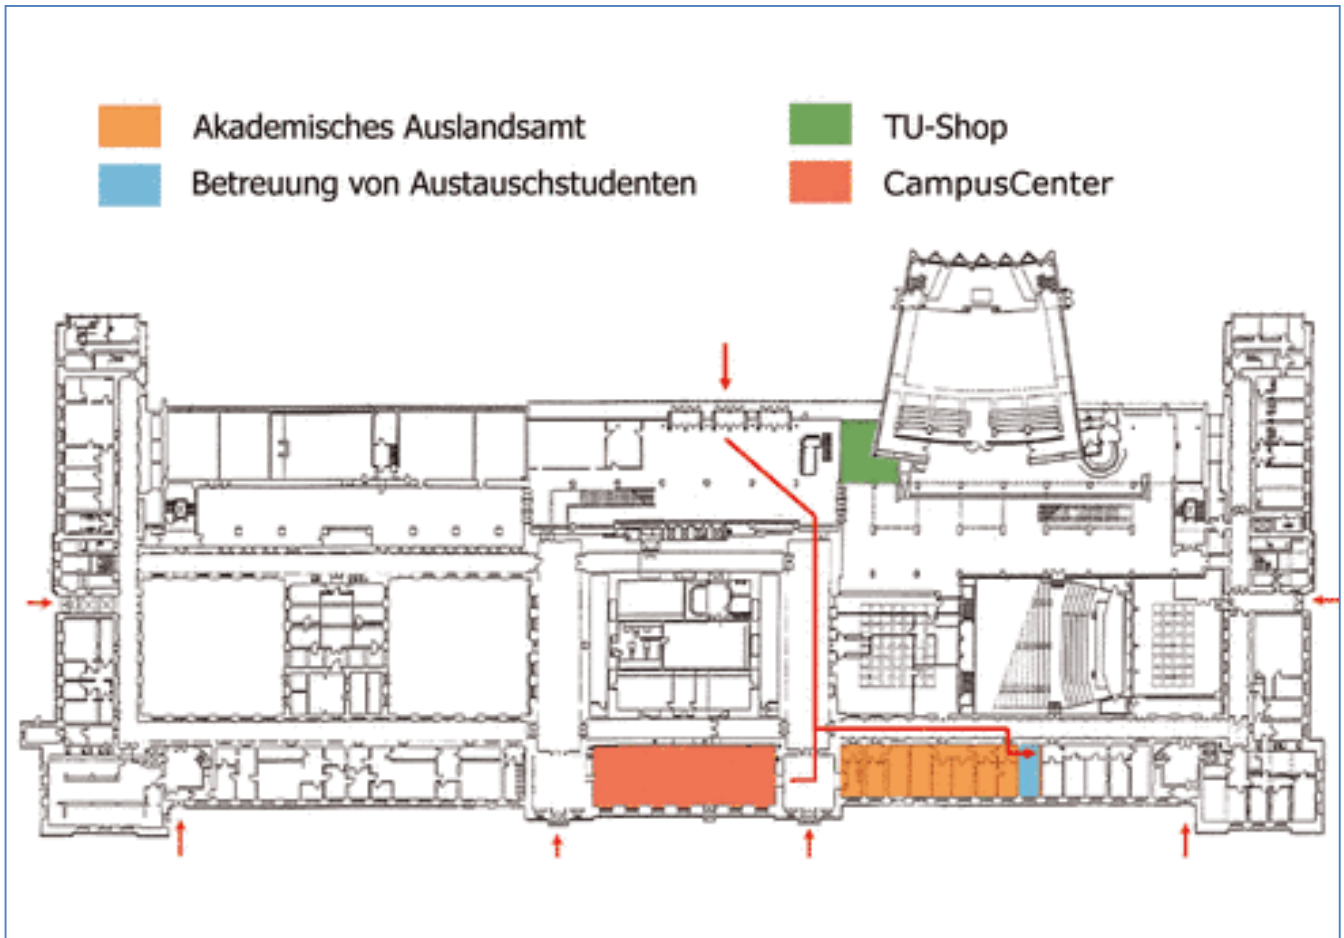 Akademisches Auslandsamt
Betreuung von Austauschstudenten
TU-Shop
CampusCenter